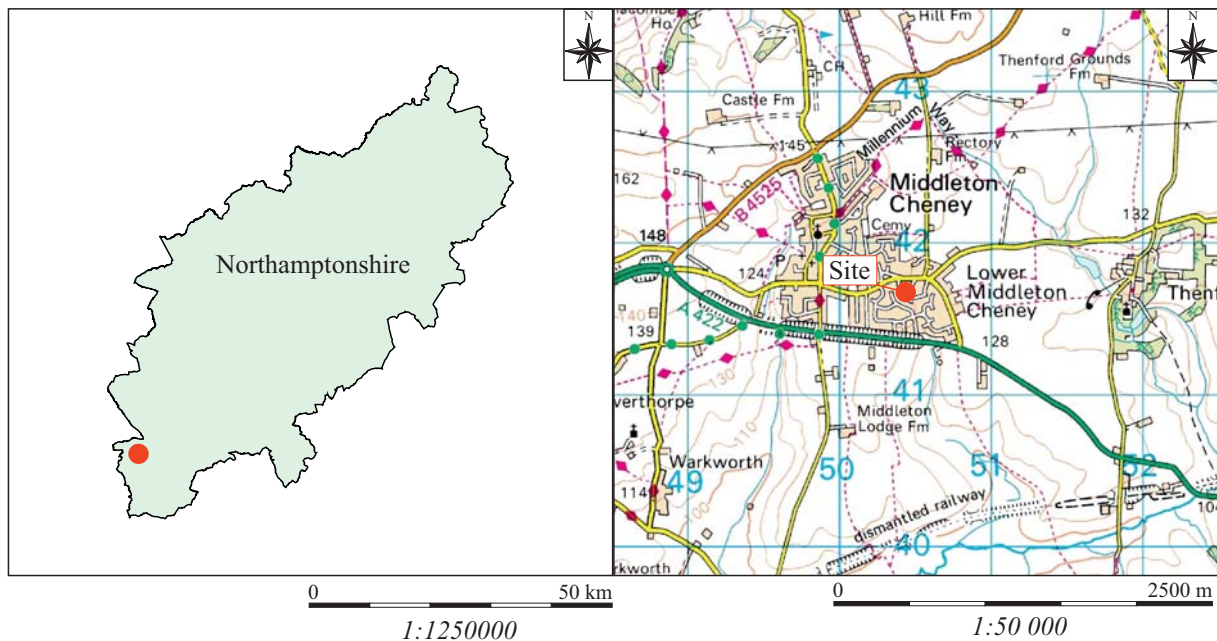 N
Northamptonshire
0
50 km
1:1250000
N
Ho
Hill Fm
Thenford Grounds
Fm
CH
43
Castle Fm
Way
Millennium
145
Rectory
Fm
162
Middleton
Cheney
B 4525
Cemy
132
42
148
124
P
Site
Lower
Middleton
Cheney
Thenf
A 422
140
139
128
130
41
Middleton
Lodge Fm
verthorpe
110
Warkworth
50
51
52
49
114
100
dismantled railway
40
rkworth
0
2500 m
1:50 000